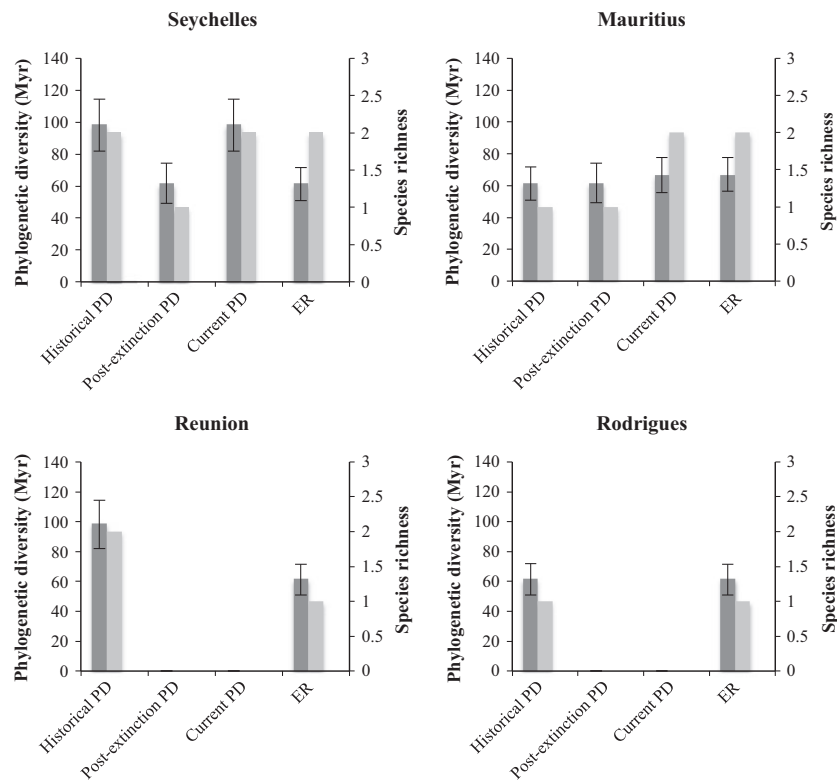 Seychelles
Phylogenetic diversity (Myr)
140
120
100
80
60
40
20
0
3
2.5
2
1.5
1
0.5
0
Species richness
Historical PD
Post-extinction PD
Current PD
ER
Mauritius
Phylogenetic diversity (Myr)
140
120
100
80
60
40
20
0
3
2.5
2
1.5
1
0.5
0
Species richness
Historical PD
Post-extinction PD
Current PD
ER
Reunion
Phylogenetic diversity (Myr)
140
120
100
80
60
40
20
0
3
2.5
2
1.5
1
0.5
0
Species richness
Historical PD
Post-extinction PD
Current PD
ER
Rodrigues
Phylogenetic diversity (Myr)
140
120
100
80
60
40
20
0
3
2.5
2
1.5
1
0.5
0
Species richness
Historical PD
Post-extinction PD
Current PD
ER